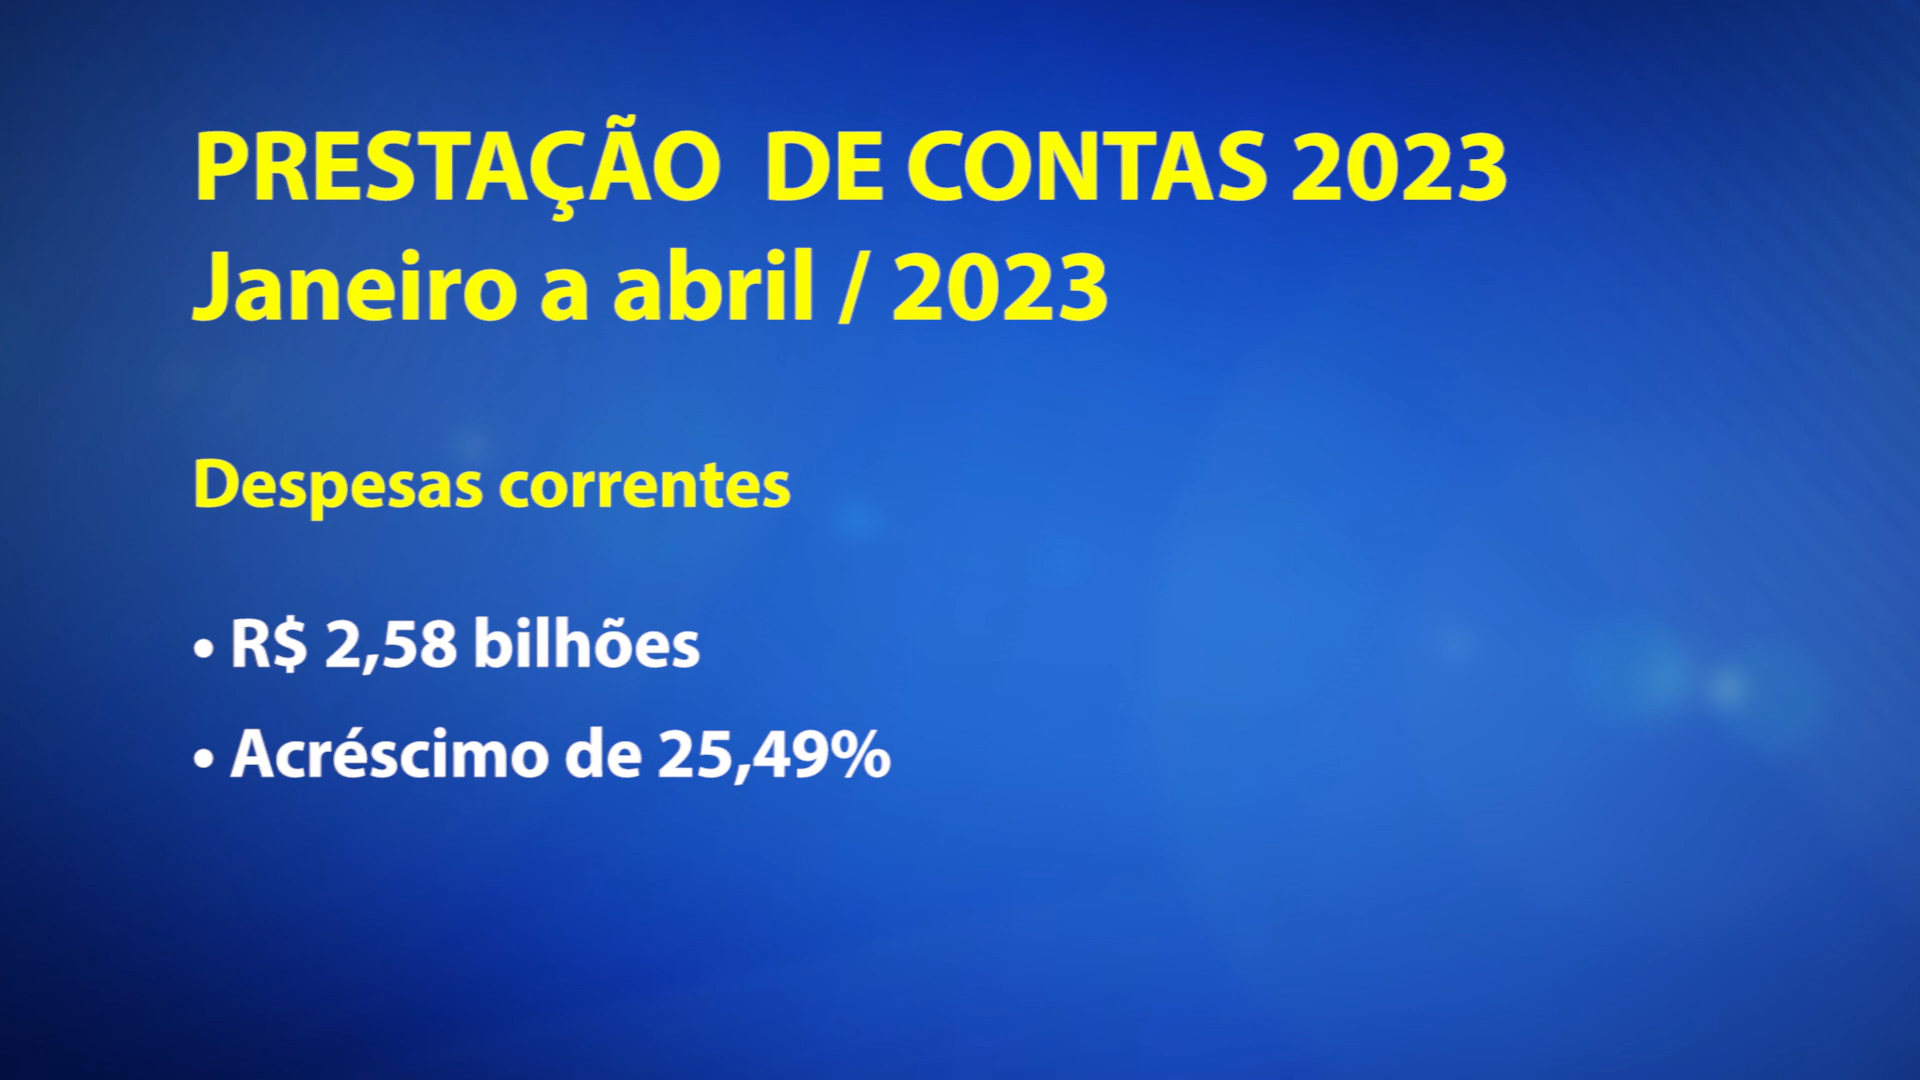 PRESTAÇÃO  DE CONTAS 2023
Janeiro a abril / 2023
Despesas correntes
• R$ 2,58 bilhões
• Acréscimo de 25,49%